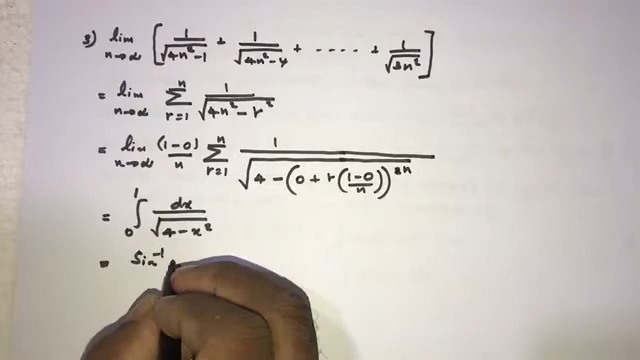 3) lim n→∞ [ 1/√(4n²-1) + 1/√(4n²-4) + ..... + 1/√(3n²) ]
= lim n→∞ Σ r=1 n 1/√(4n² - r²)
= lim n→∞ (1-0)/n Σ r=1 n 1/√(4 - (0 + r((1-0)/n))²ⁿ)
= ∫ 0 1 dx/√(4-x²)
= Sin⁻¹